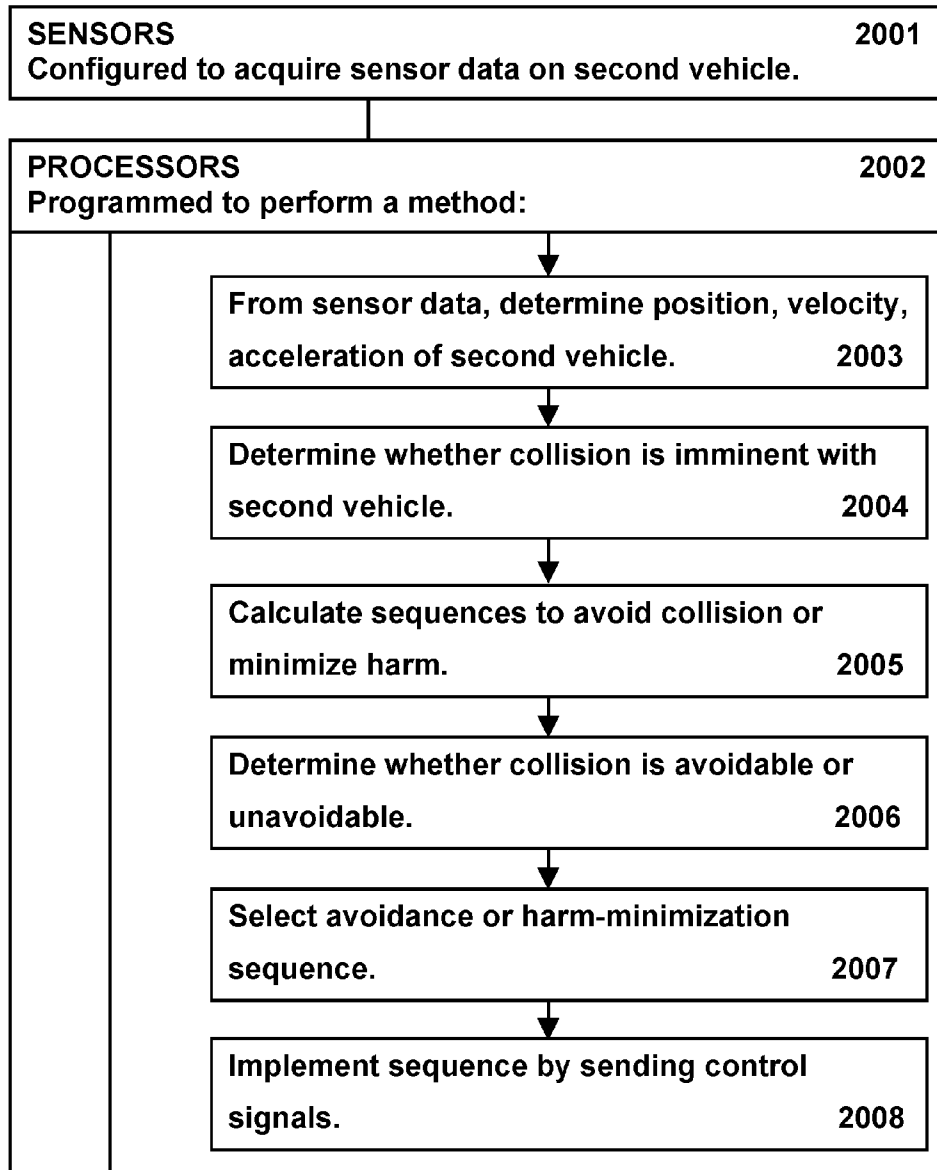 SENSORS 2001
Configured to acquire sensor data on second vehicle.
PROCESSORS 2002
Programmed to perform a method:
From sensor data, determine position, velocity,
acceleration of second vehicle. 2003
Determine whether collision is imminent with
second vehicle. 2004
Calculate sequences to avoid collision or
minimize harm. 2005
Determine whether collision is avoidable or
unavoidable. 2006
Select avoidance or harm-minimization
sequence. 2007
Implement sequence by sending control
signals. 2008